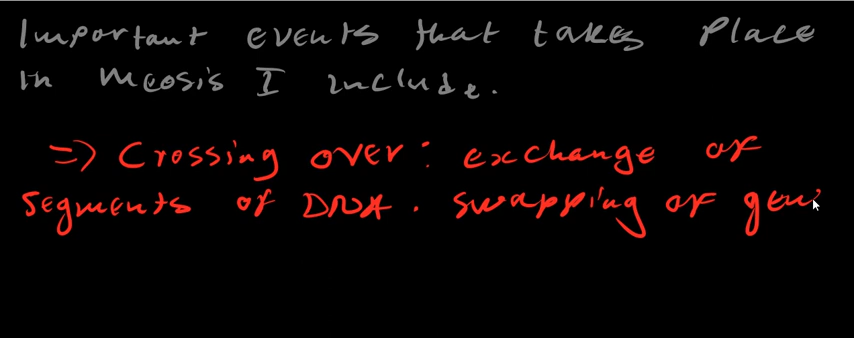 Important events that takes Place
in meosis I include.
=> Crossing over: exchange of
segments of DNA. swapping of